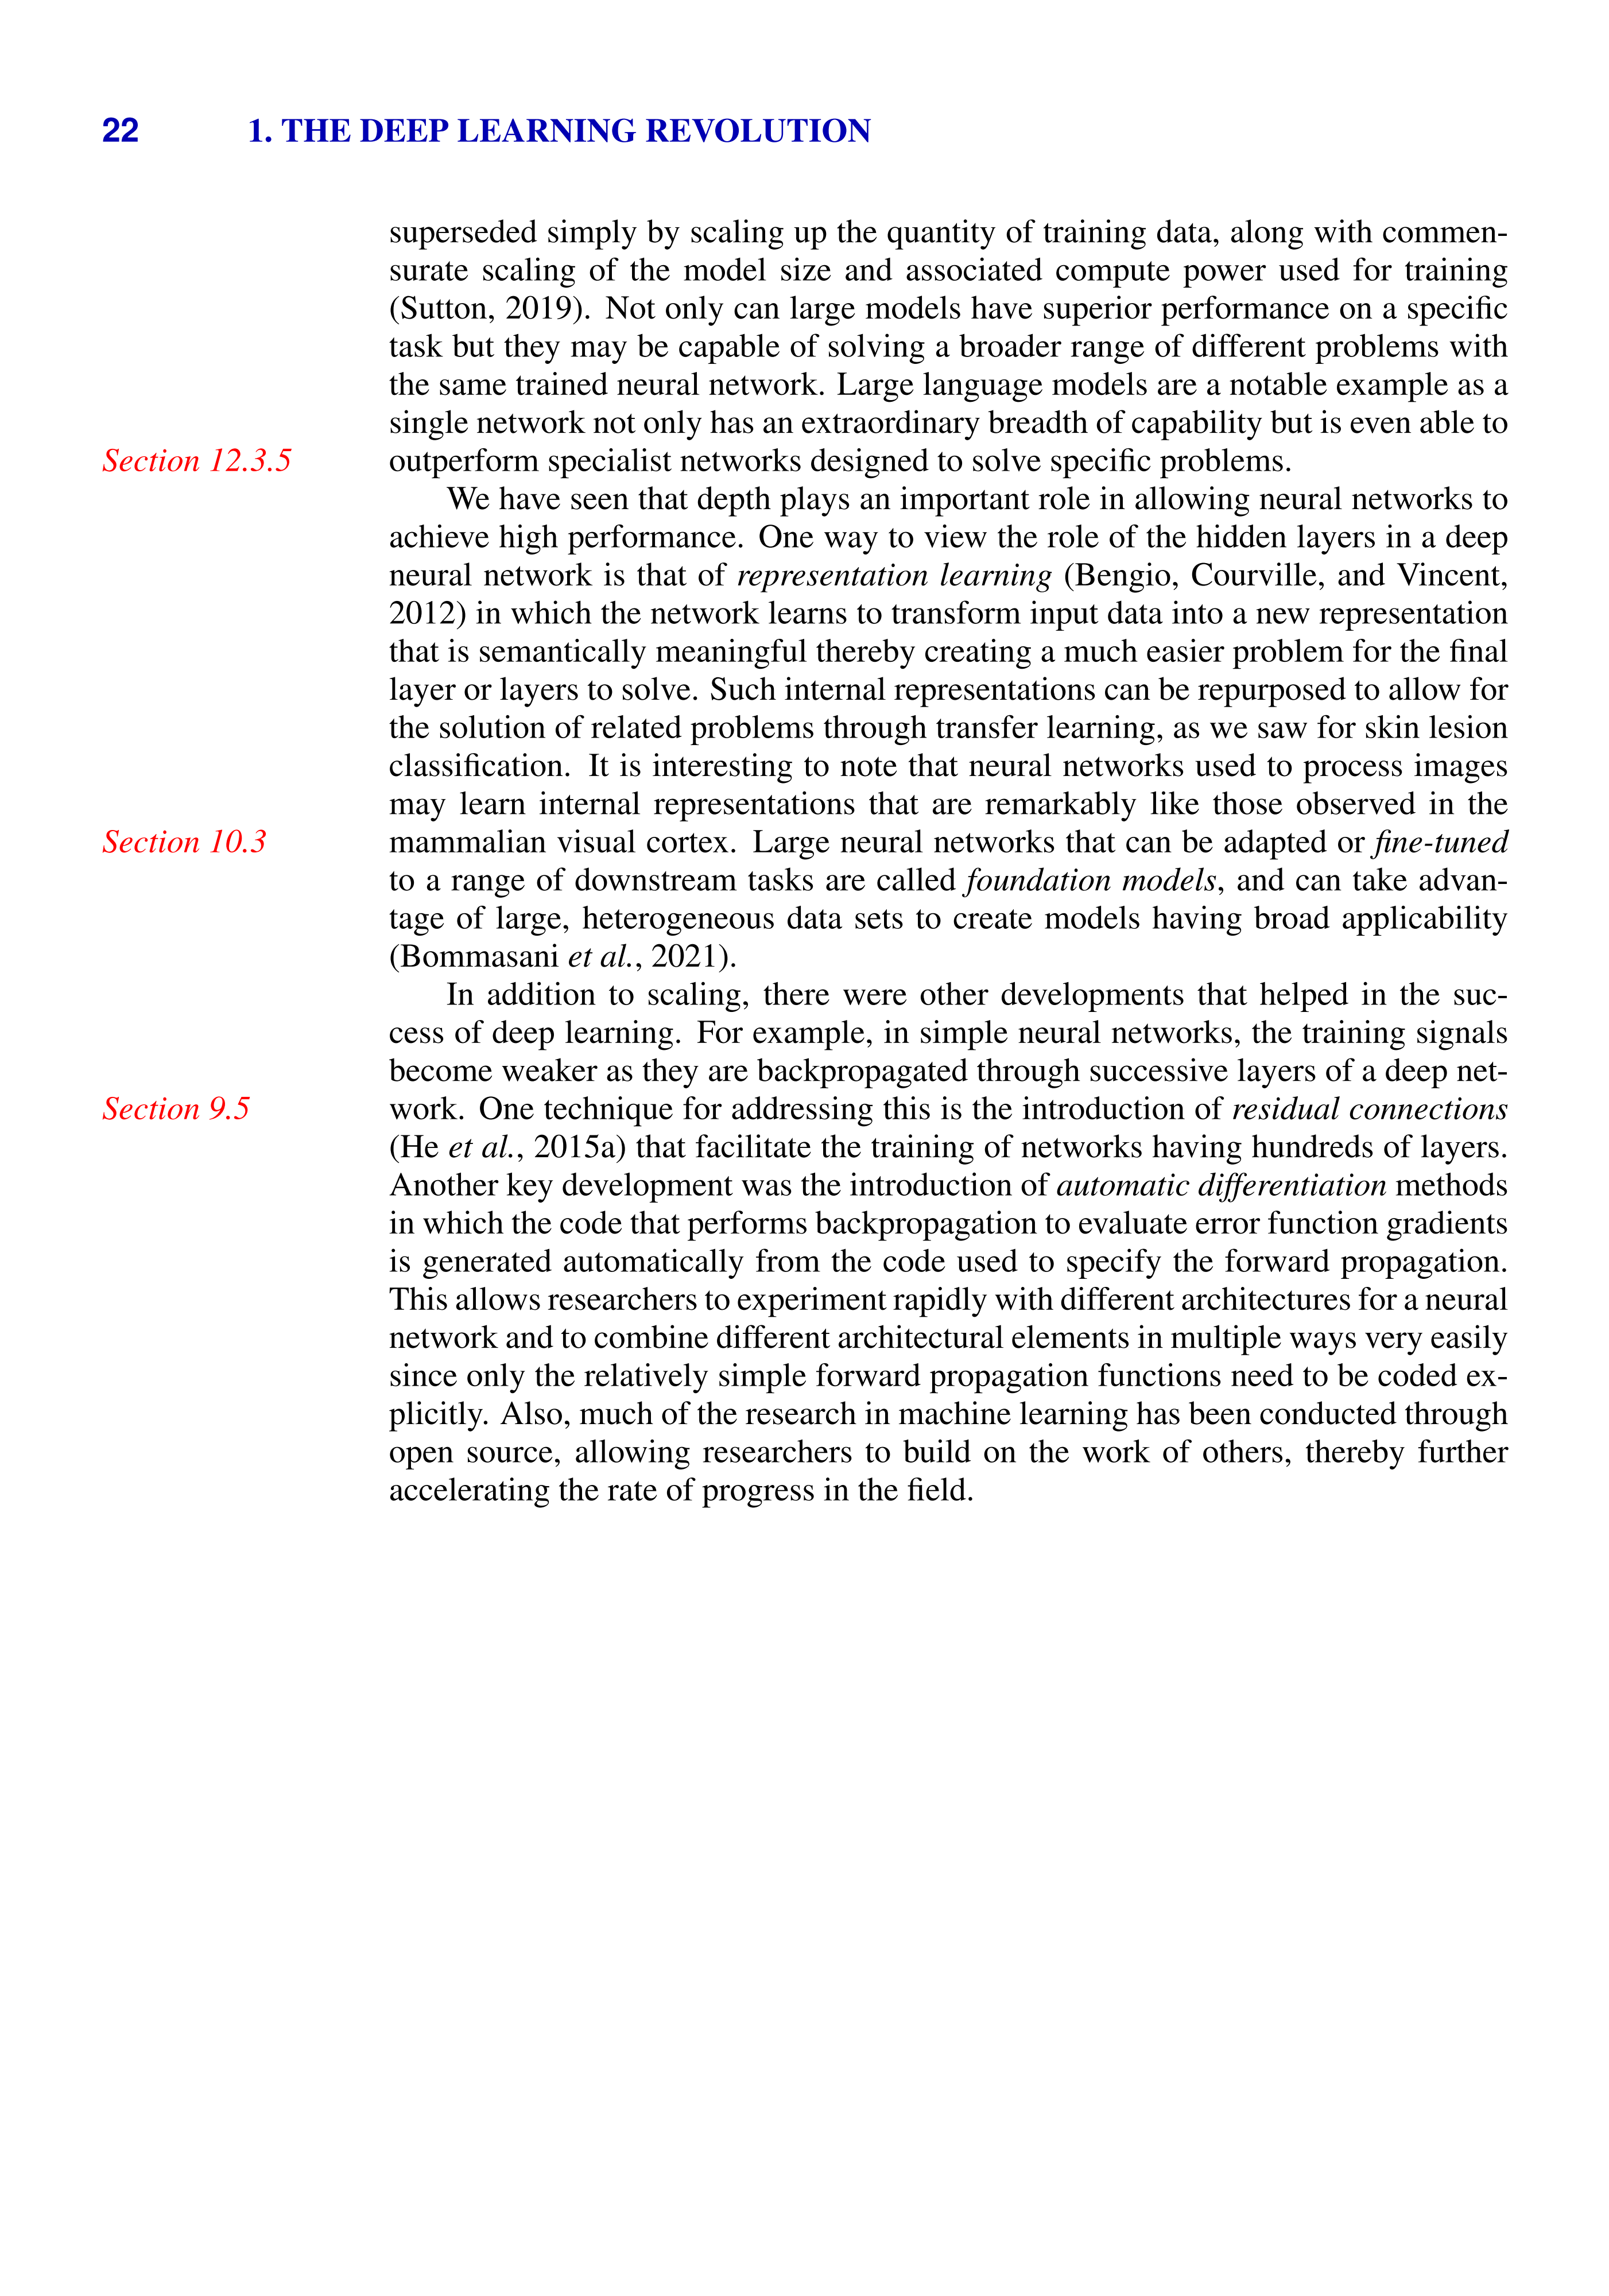 22 1. THE DEEP LEARNING REVOLUTION
superseded simply by scaling up the quantity of training data, along with commen-
surate scaling of the model size and associated compute power used for training
(Sutton, 2019). Not only can large models have superior performance on a specific
task but they may be capable of solving a broader range of different problems with
the same trained neural network. Large language models are a notable example as a
single network not only has an extraordinary breadth of capability but is even able to
Section 12.3.5 outperform specialist networks designed to solve specific problems.
We have seen that depth plays an important role in allowing neural networks to
achieve high performance. One way to view the role of the hidden layers in a deep
neural network is that of representation learning (Bengio, Courville, and Vincent,
2012) in which the network learns to transform input data into a new representation
that is semantically meaningful thereby creating a much easier problem for the final
layer or layers to solve. Such internal representations can be repurposed to allow for
the solution of related problems through transfer learning, as we saw for skin lesion
classification. It is interesting to note that neural networks used to process images
may learn internal representations that are remarkably like those observed in the
Section 10.3 mammalian visual cortex. Large neural networks that can be adapted or fine-tuned
to a range of downstream tasks are called foundation models, and can take advan-
tage of large, heterogeneous data sets to create models having broad applicability
(Bommasani et al., 2021).
In addition to scaling, there were other developments that helped in the suc-
cess of deep learning. For example, in simple neural networks, the training signals
become weaker as they are backpropagated through successive layers of a deep net-
Section 9.5 work. One technique for addressing this is the introduction of residual connections
(He et al., 2015a) that facilitate the training of networks having hundreds of layers.
Another key development was the introduction of automatic differentiation methods
in which the code that performs backpropagation to evaluate error function gradients
is generated automatically from the code used to specify the forward propagation.
This allows researchers to experiment rapidly with different architectures for a neural
network and to combine different architectural elements in multiple ways very easily
since only the relatively simple forward propagation functions need to be coded ex-
plicitly. Also, much of the research in machine learning has been conducted through
open source, allowing researchers to build on the work of others, thereby further
accelerating the rate of progress in the field.